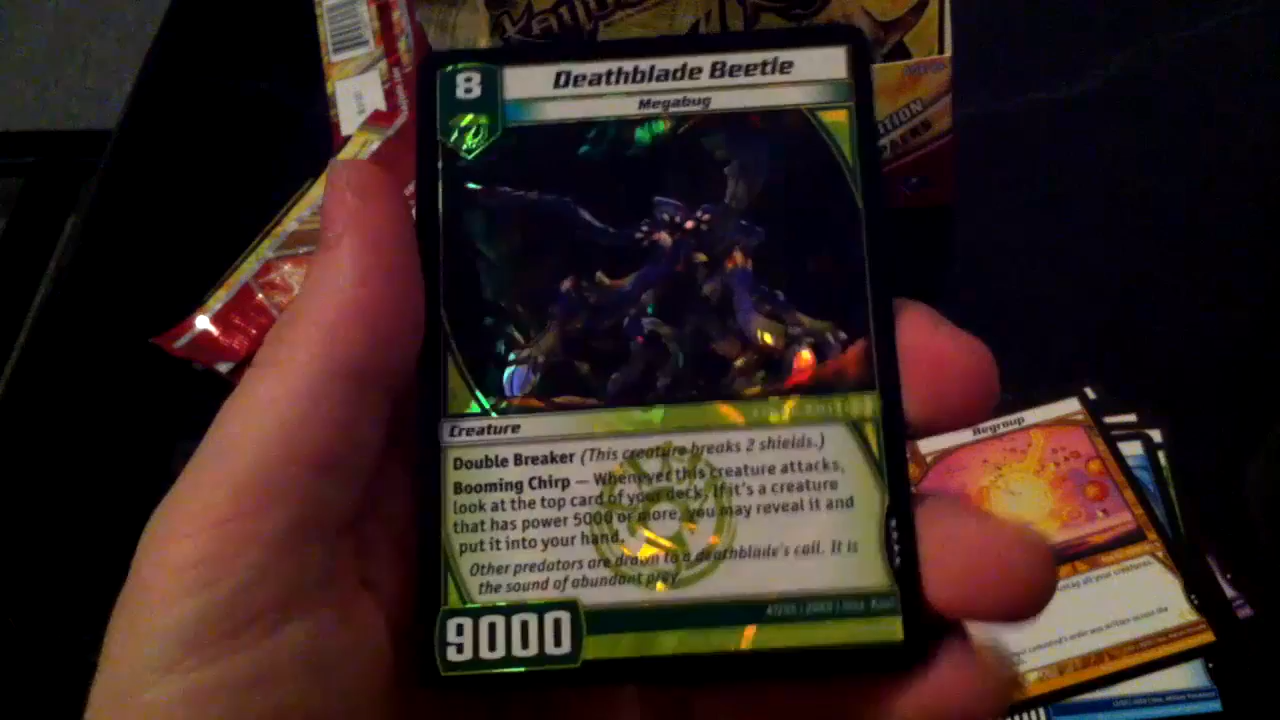 8
Deathblade Beetle
Megabug
Creature
Double Breaker (This creature breaks 2 shields.)
Booming Chirp — Whenever this creature attacks,
look at the top card of your deck. If it's a creature
that has power 5000 or more, you may reveal it and
put it into your hand.
Other predators are drawn to a deathblade's call. It is
the sound of abundant prey.
9000
Regroup
all your creatures.